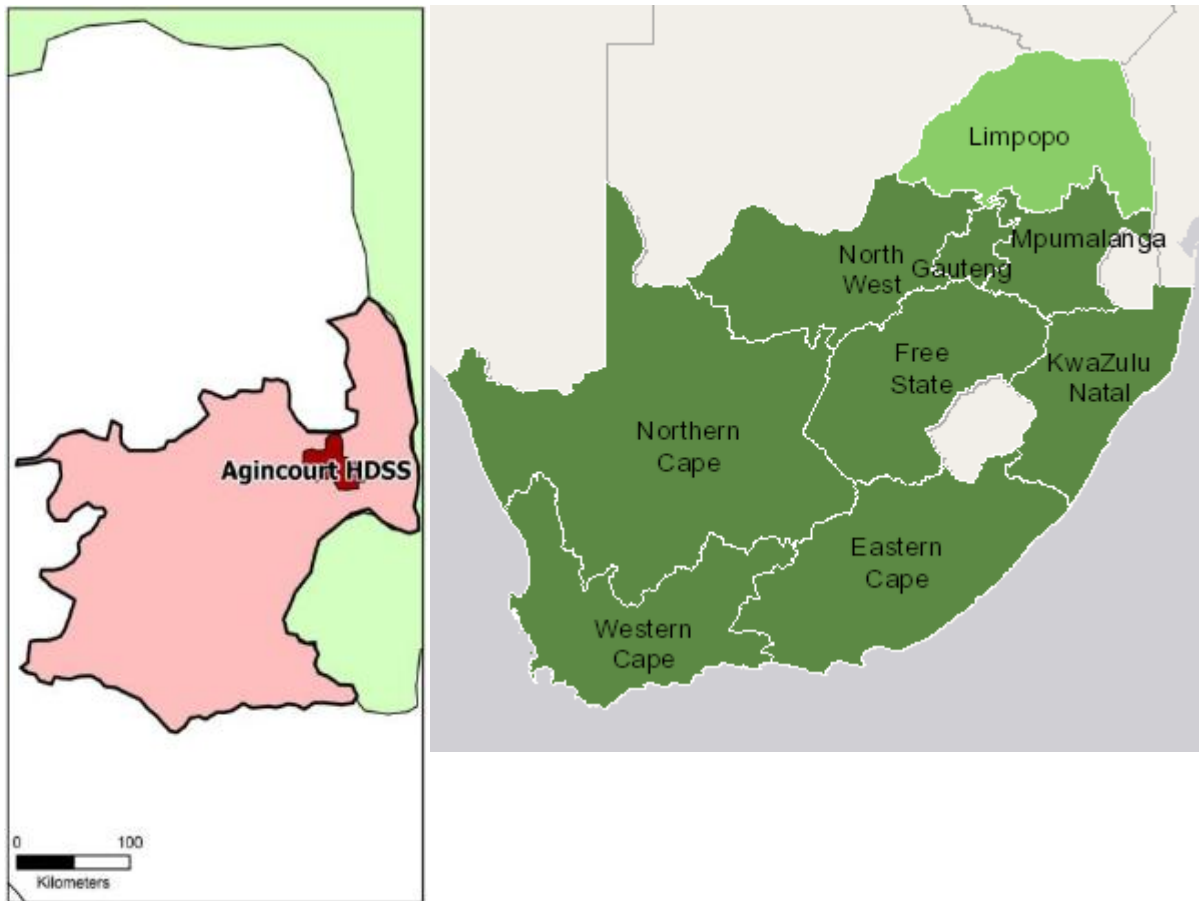 Agincourt HDSS
0 100
Kilometers
Limpopo
Mpumalanga
North
West
Gauteng
Free
State
KwaZulu
Natal
Northern
Cape
Eastern
Cape
Western
Cape